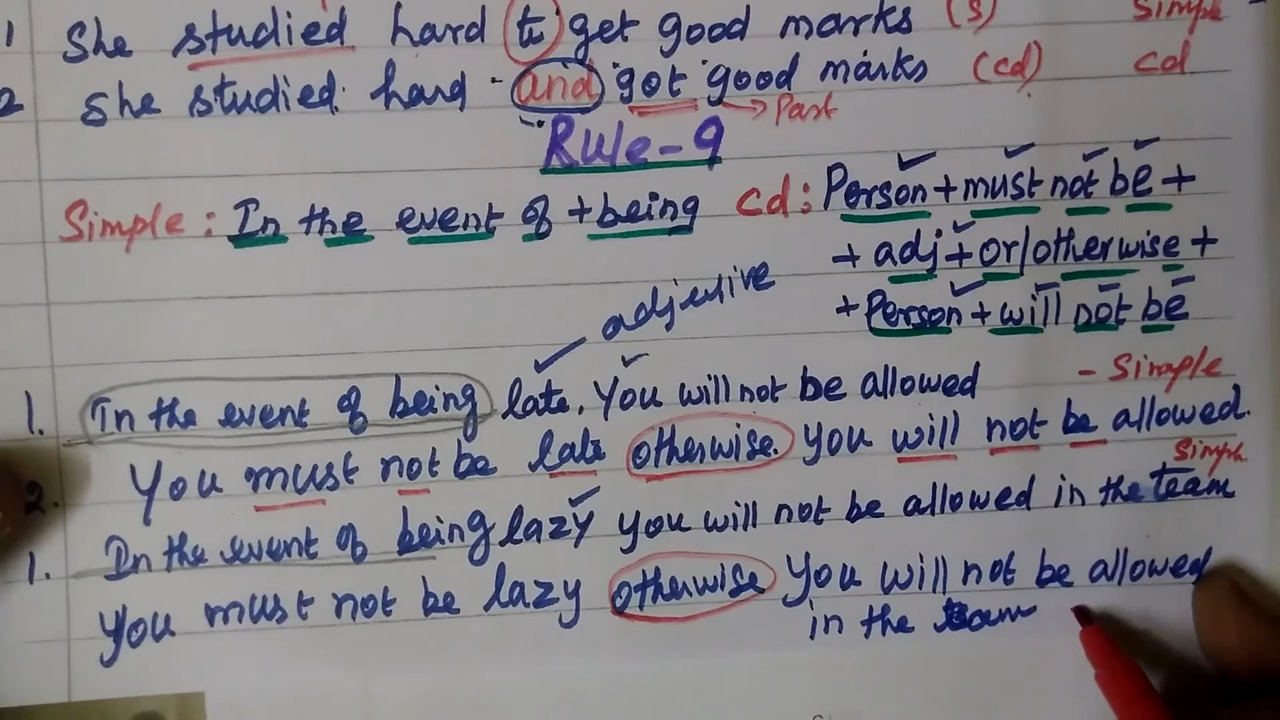 1 She studied hard to get good marks (s) Simple -
2 She studied hard and got good marks (cd) cd
→ Past
Rule-9
Simple : In the event of + being cd: Person + must not be +
+ adj + or/otherwise +
+ Person + will not be
adjective
1. In the event of being late, You will not be allowed - Simple
2. You must not be late otherwise you will not be allowed.
Simple
1. In the event of being lazy you will not be allowed in the team
You must not be lazy otherwise you will not be allowed
in the team